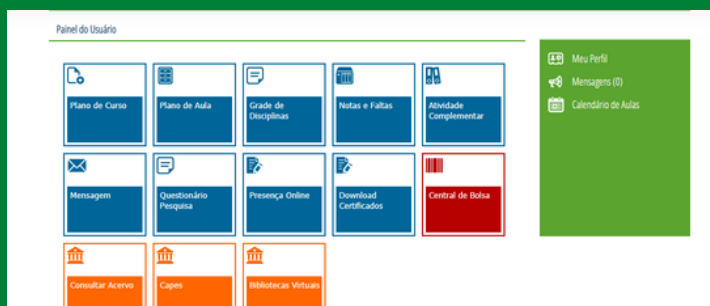 Painel do Usuário
Plano de Curso
Plano de Aula
Grade de
Disciplinas
Notas e Faltas
Atividade
Complementar
Mensagem
Questionário
Pesquisa
Presença Online
Download
Certificados
Central de Bolsa
Consultar Acervo
Capes
Bibliotecas Virtuais
Meu Perfil
Mensagens (0)
Calendário de Aulas